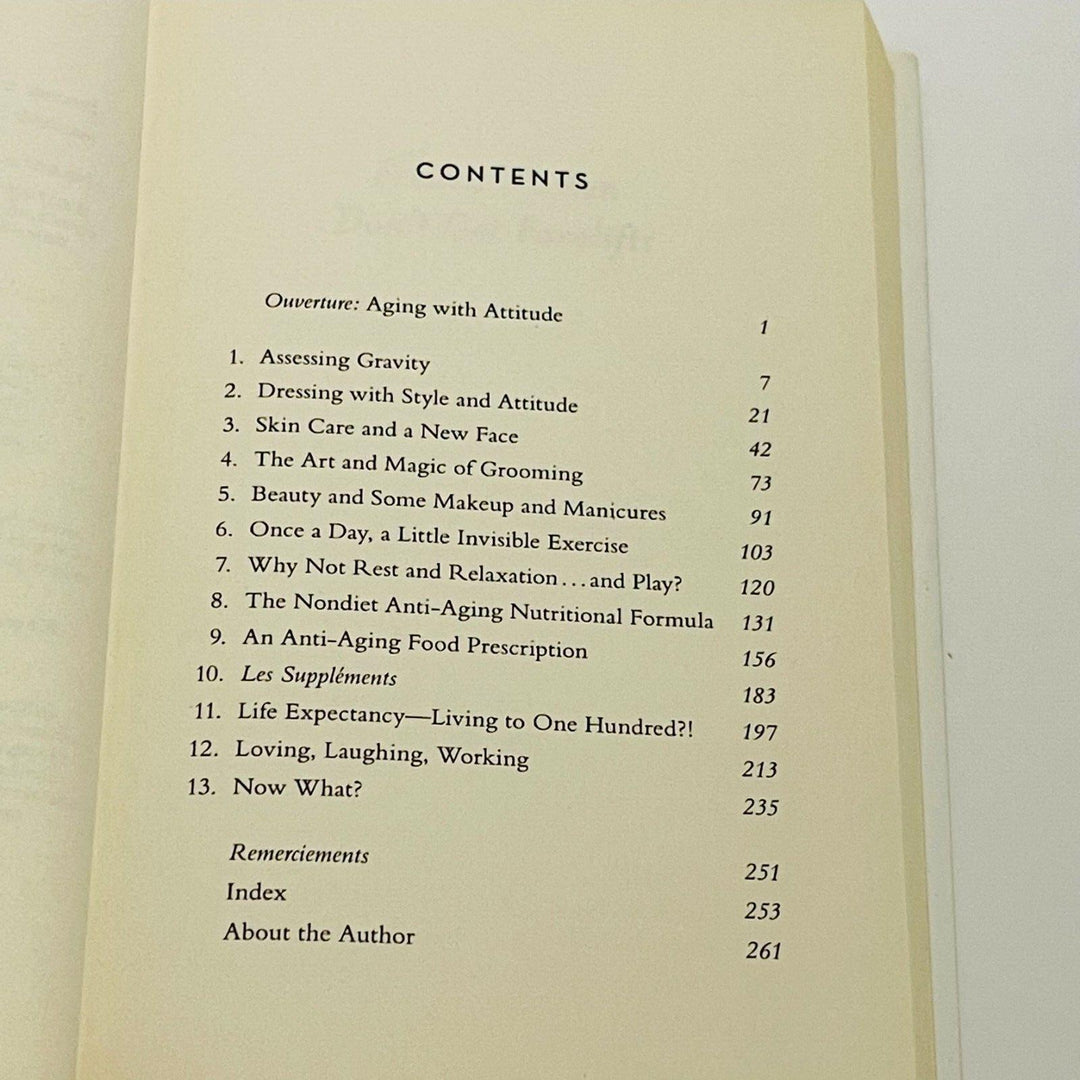 CONTENTS
Ouverture: Aging with Attitude 1
1. Assessing Gravity 7
2. Dressing with Style and Attitude 21
3. Skin Care and a New Face 42
4. The Art and Magic of Grooming 73
5. Beauty and Some Makeup and Manicures 91
6. Once a Day, a Little Invisible Exercise 103
7. Why Not Rest and Relaxation...and Play? 120
8. The Nondiet Anti-Aging Nutritional Formula 131
9. An Anti-Aging Food Prescription 156
10. Les Suppléments 183
11. Life Expectancy—Living to One Hundred?! 197
12. Loving, Laughing, Working 213
13. Now What? 235
Remerciements 251
Index 253
About the Author 261